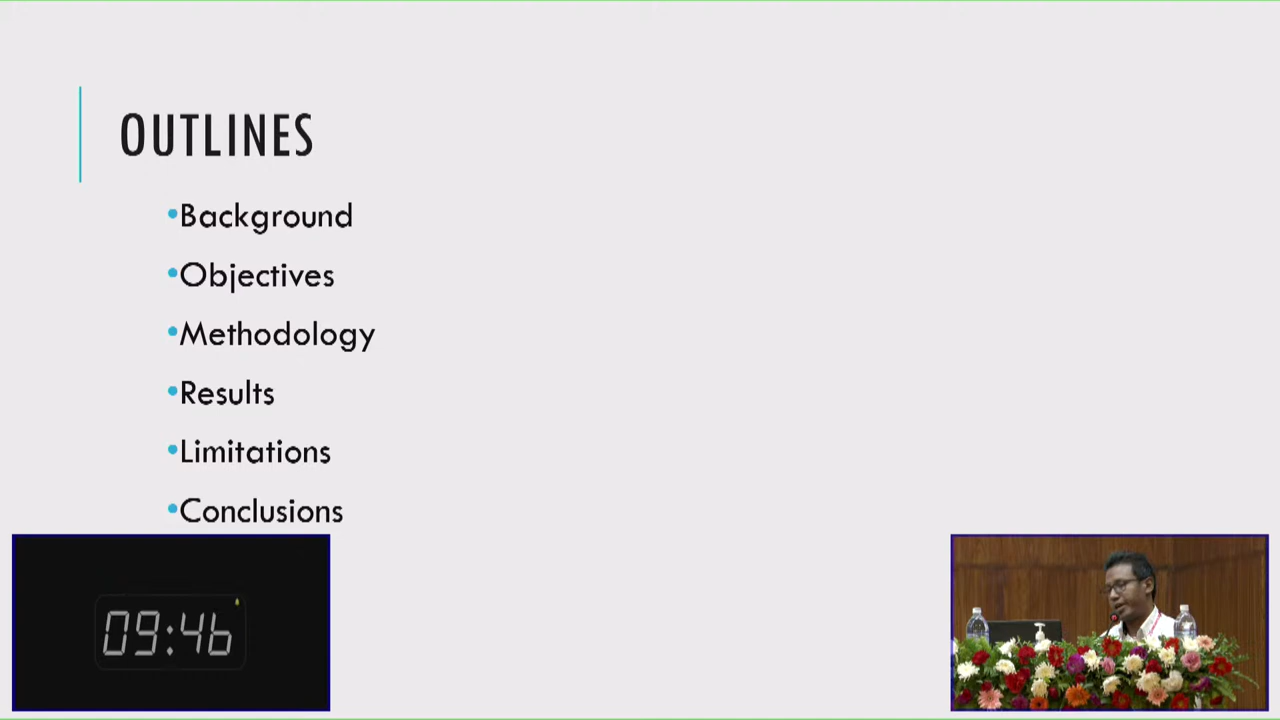 OUTLINES
•Background
•Objectives
•Methodology
•Results
•Limitations
•Conclusions
09:46